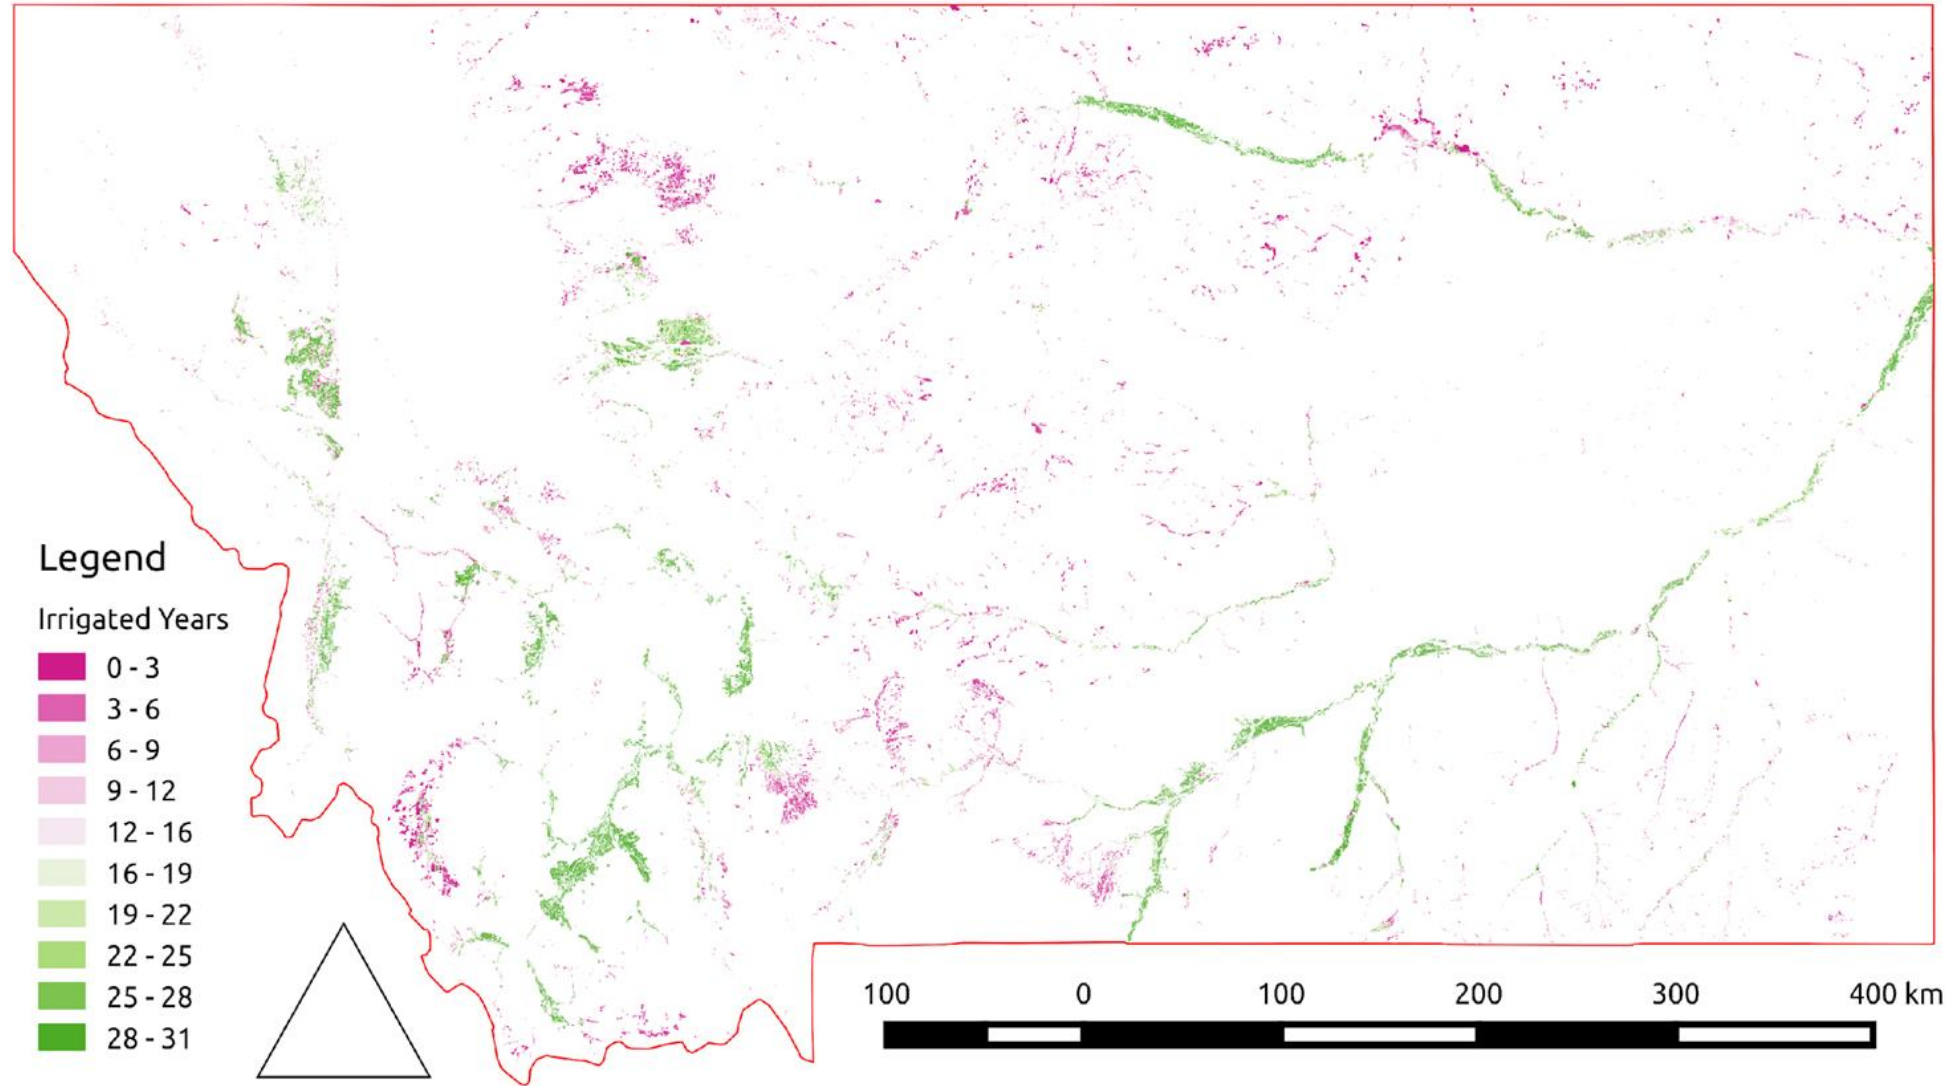 Legend
Irrigated Years
0 - 3
3 - 6
6 - 9
9 - 12
12 - 16
16 - 19
19 - 22
22 - 25
25 - 28
28 - 31
100 0 100 200 300 400 km